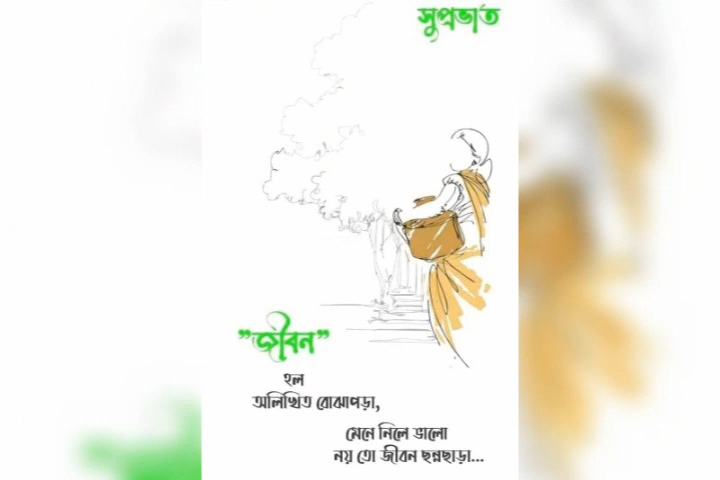 সুপ্রভাত
”জীবন”
হল
অলিখিত বোঝাপড়া,
মেনে নিলে ভালো
নয় তো জীবন ছন্নছাড়া...